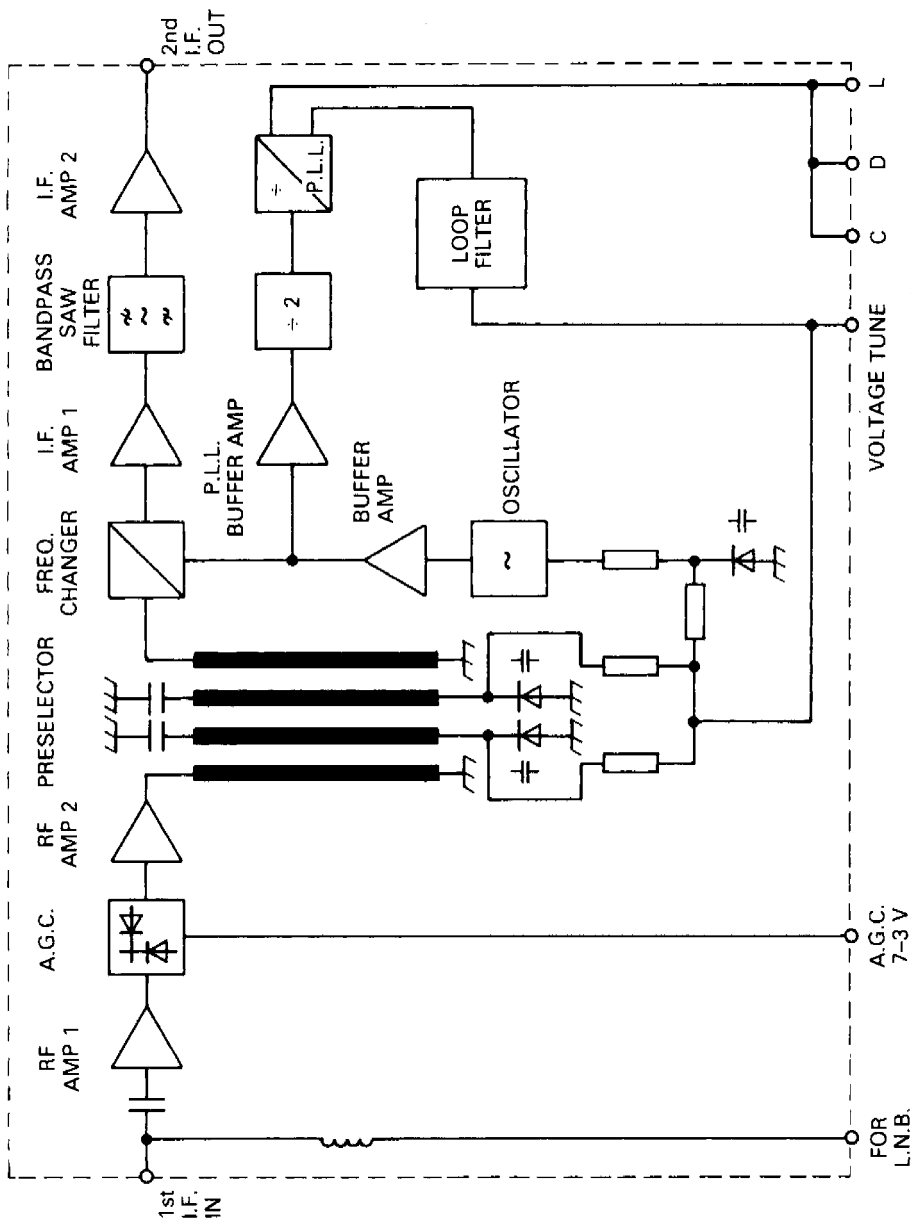 1st
I.F.
IN
RF
AMP 1
A.G.C.
RF
AMP 2
PRESELECTOR
FREQ.
CHANGER
I.F.
AMP 1
BANDPASS
SAW
FILTER
I.F.
AMP 2
2nd
I.F.
OUT
P.L.L.
BUFFER AMP
÷ 2
÷
P.L.L.
BUFFER
AMP
OSCILLATOR
~
LOOP
FILTER
FOR
L.N.B.
A.G.C.
7–3 V
VOLTAGE TUNE
C
D
L